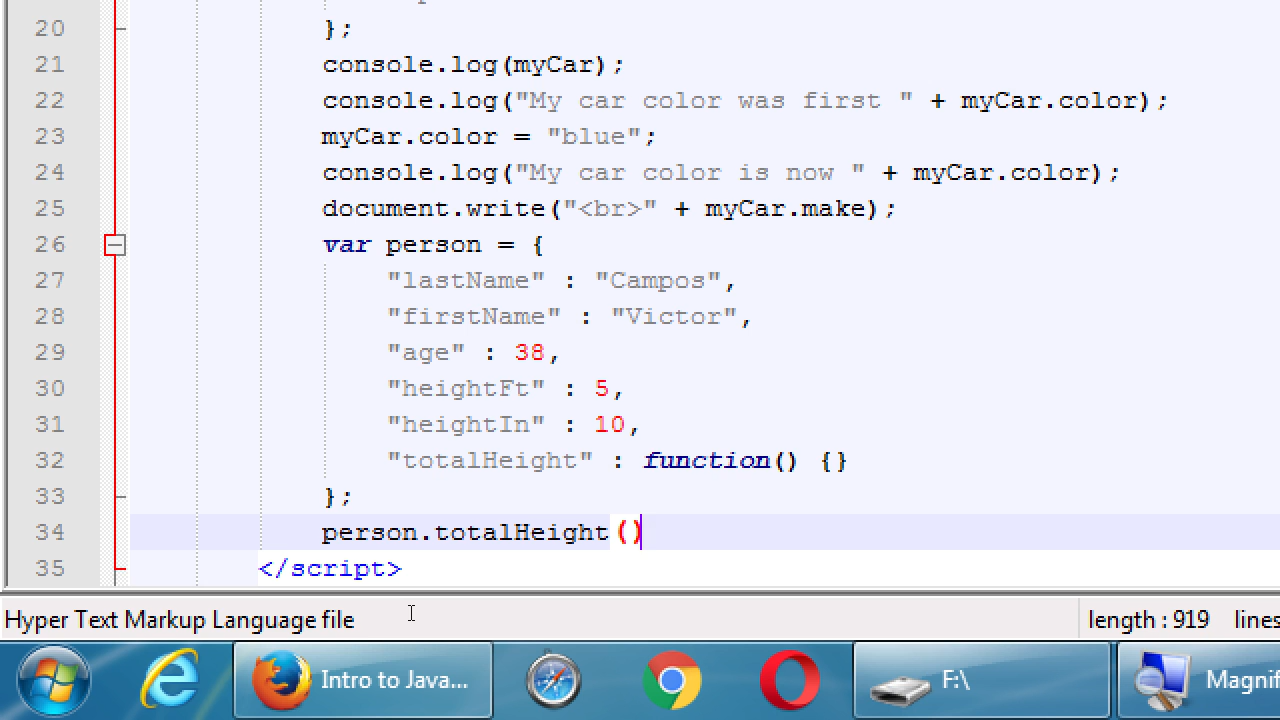 20 };
21 console.log(myCar);
22 console.log("My car color was first " + myCar.color);
23 myCar.color = "blue";
24 console.log("My car color is now " + myCar.color);
25 document.write("<br>" + myCar.make);
26 var person = {
27 "lastName" : "Campos",
28 "firstName" : "Victor",
29 "age" : 38,
30 "heightFt" : 5,
31 "heightIn" : 10,
32 "totalHeight" : function() {}
33 };
34 person.totalHeight()
35 </script>
Hyper Text Markup Language file length : 919 lines
Intro to Java... F:\ Magnif